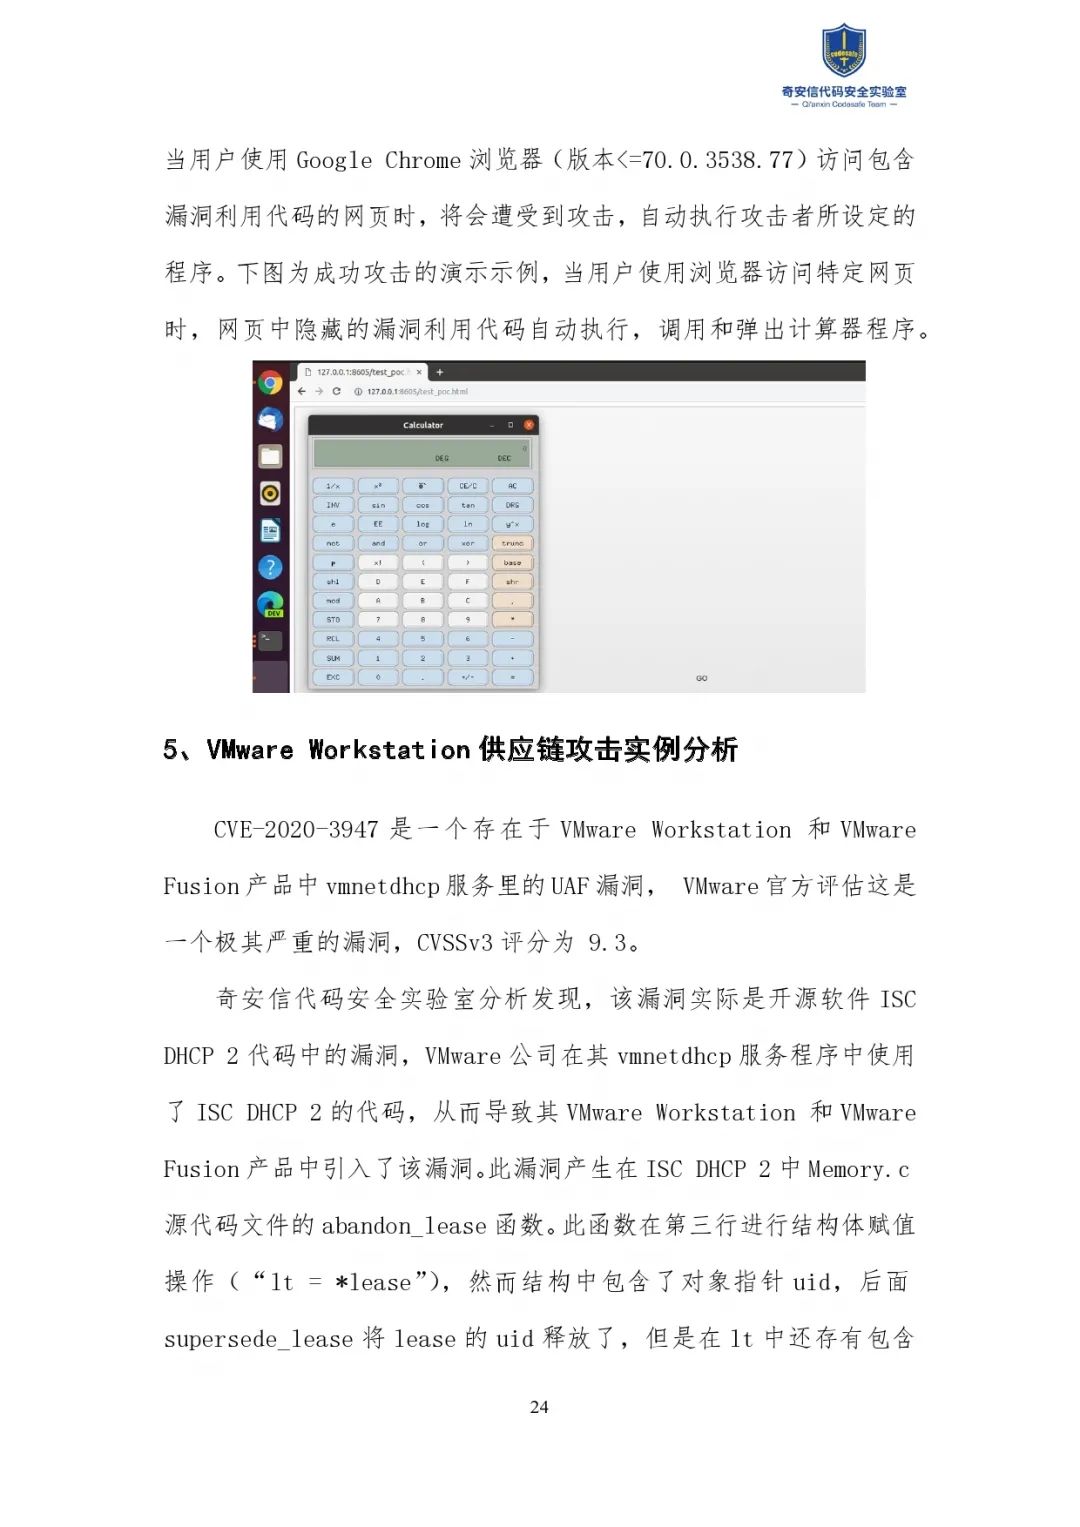 codesafe
奇安信代码安全实验室
— Qi'anxin Codesafe Team —
当用户使用 Google Chrome 浏览器（版本<=70.0.3538.77）访问包含
漏洞利用代码的网页时，将会遭受到攻击，自动执行攻击者所设定的
程序。下图为成功攻击的演示示例，当用户使用浏览器访问特定网页
时，网页中隐藏的漏洞利用代码自动执行，调用和弹出计算器程序。
127.0.0.1:8605/test_poc.h × +
127.0.0.1:8605/test_poc.html
Calculator
0
DEG DEC
1/x x² CE/C AC
INV sin cos tan DRG
e EE log ln y^x
not and or xor trunc
P x! ( ) base
shl D E F shr
mod A B C
STO 7 8 9 *
RCL 4 5 6 -
SUM 1 2 3 +
EXC 0 . +/- =
DEV
GO
5、VMware Workstation 供应链攻击实例分析
CVE-2020-3947 是一个存在于 VMware Workstation 和 VMware
Fusion 产品中 vmnetdhcp 服务里的 UAF 漏洞， VMware 官方评估这是
一个极其严重的漏洞，CVSSv3 评分为 9.3。
奇安信代码安全实验室分析发现，该漏洞实际是开源软件 ISC
DHCP 2 代码中的漏洞，VMware 公司在其 vmnetdhcp 服务程序中使用
了 ISC DHCP 2 的代码，从而导致其 VMware Workstation 和 VMware
Fusion 产品中引入了该漏洞。此漏洞产生在 ISC DHCP 2 中 Memory.c
源代码文件的 abandon_lease 函数。此函数在第三行进行结构体赋值
操作（“lt = *lease”），然而结构中包含了对象指针 uid，后面
supersede_lease 将 lease 的 uid 释放了，但是在 lt 中还存有包含
24